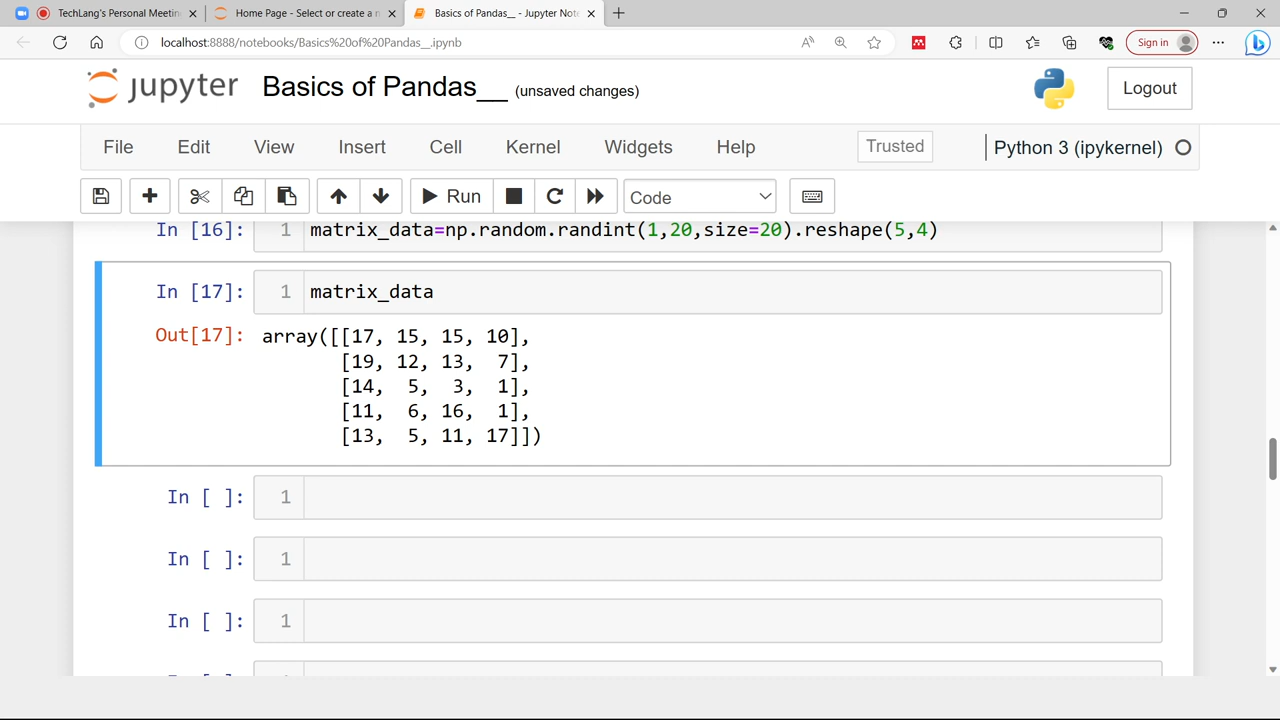 TechLang's Personal Meetin
Home Page - Select or create a n
Basics of Pandas__ - Jupyter Note
localhost:8888/notebooks/Basics%20of%20Pandas__.ipynb
Sign in
jupyter Basics of Pandas__ (unsaved changes)
Logout
File Edit View Insert Cell Kernel Widgets Help Trusted Python 3 (ipykernel)
Run Code
In [16]: 1 matrix_data=np.random.randint(1,20,size=20).reshape(5,4)
In [17]: 1 matrix_data
Out[17]: array([[17, 15, 15, 10],
[19, 12, 13, 7],
[14, 5, 3, 1],
[11, 6, 16, 1],
[13, 5, 11, 17]])
In [ ]: 1
In [ ]: 1
In [ ]: 1